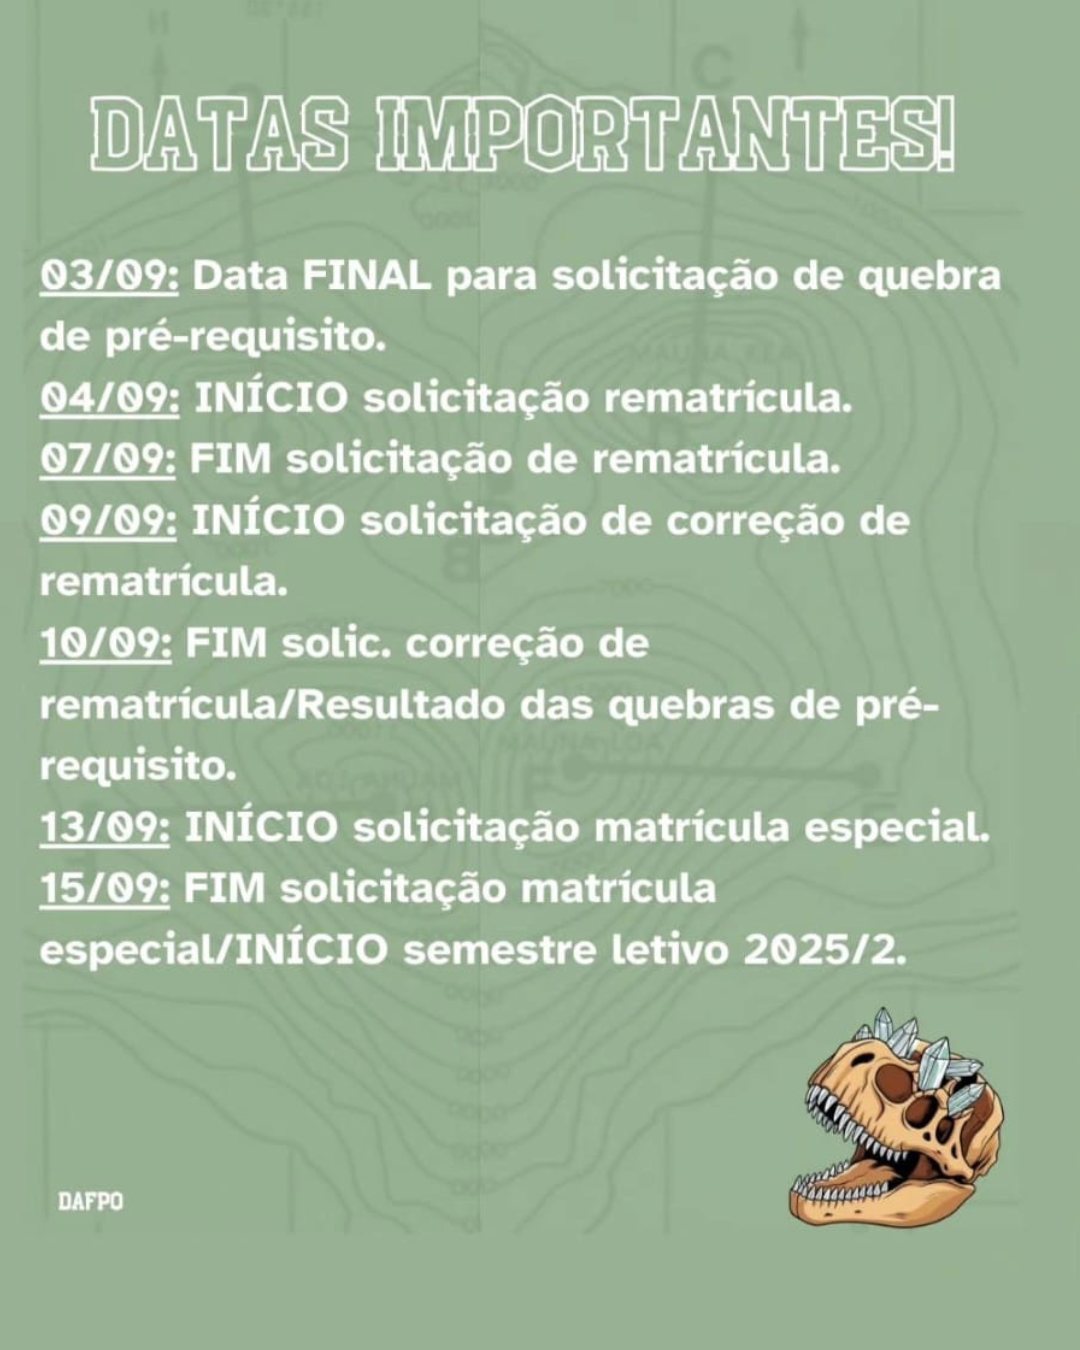 DATAS IMPORTANTES!
03/09: Data FINAL para solicitação de quebra
de pré-requisito.
04/09: INÍCIO solicitação rematrícula.
07/09: FIM solicitação de rematrícula.
09/09: INÍCIO solicitação de correção de
rematrícula.
10/09: FIM solic. correção de
rematrícula/Resultado das quebras de pré-
requisito.
13/09: INÍCIO solicitação matrícula especial.
15/09: FIM solicitação matrícula
especial/INÍCIO semestre letivo 2025/2.
DAFPO